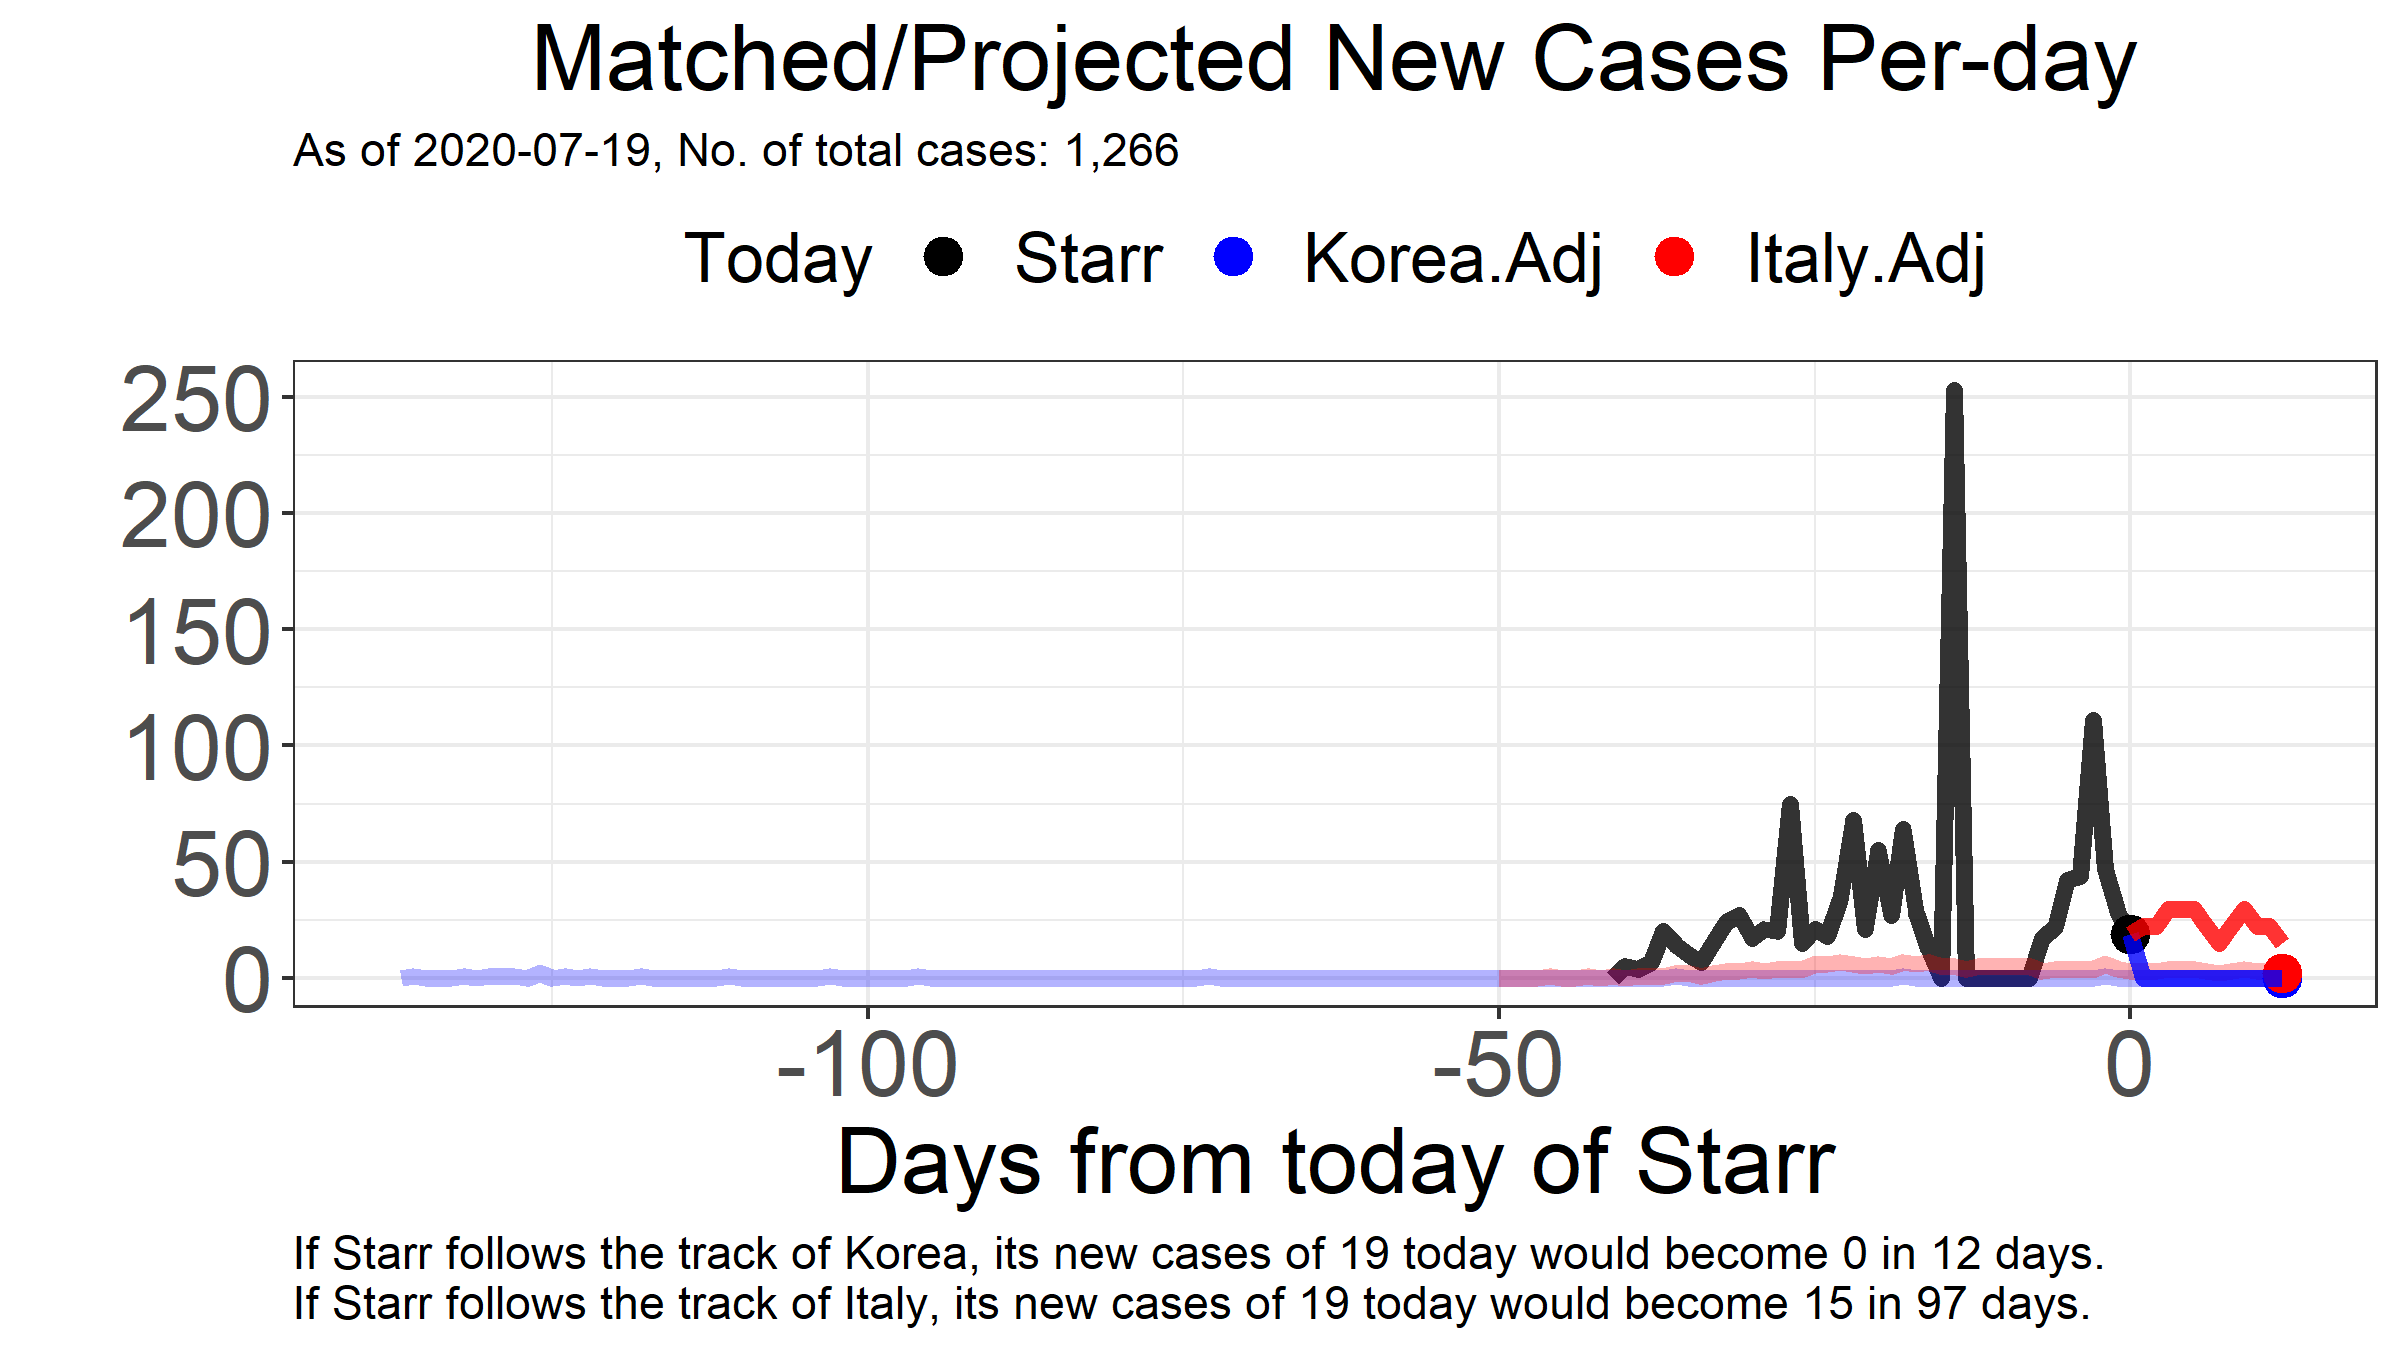 Matched/Projected New Cases Per-day
As of 2020-07-19, No. of total cases: 1,266
Today Starr Korea.Adj Italy.Adj
250
200
150
100
50
0
-100 -50 0
Days from today of Starr
If Starr follows the track of Korea, its new cases of 19 today would become 0 in 12 days.
If Starr follows the track of Italy, its new cases of 19 today would become 15 in 97 days.